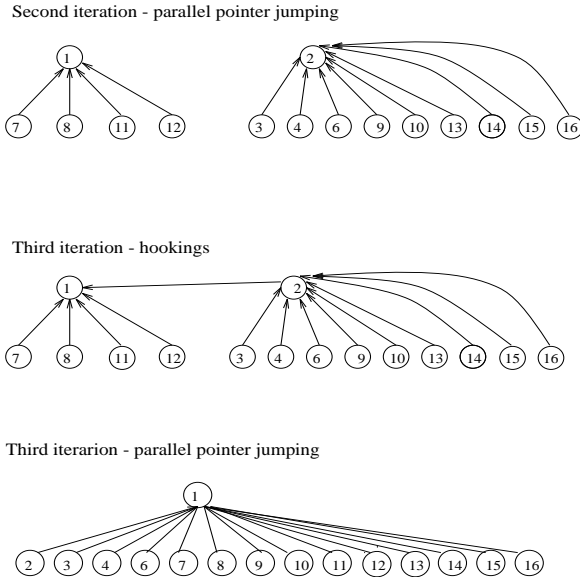 Second iteration - parallel pointer jumping
1 2
7 8 11 12 3 4 6 9 10 13 14 15 16
Third iteration - hookings
1 2
7 8 11 12 3 4 6 9 10 13 14 15 16
Third iterarion - parallel pointer jumping
1
2 3 4 6 7 8 9 10 11 12 13 14 15 16